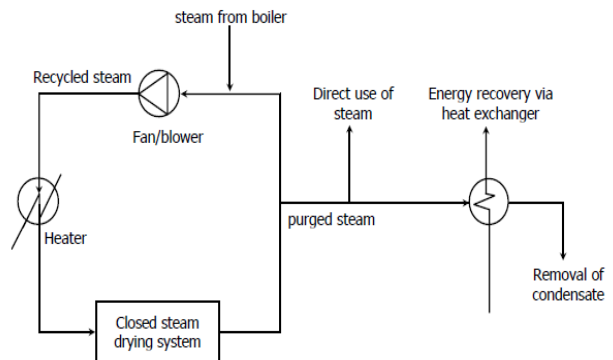 steam from boiler
Recycled steam
Fan/blower
Direct use of
steam
Energy recovery via
heat exchanger
Heater
purged steam
Removal of
condensate
Closed steam
drying system